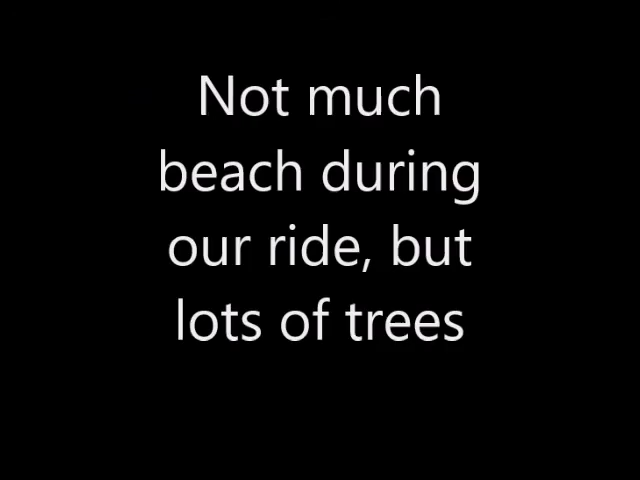 Not much
beach during
our ride, but
lots of trees